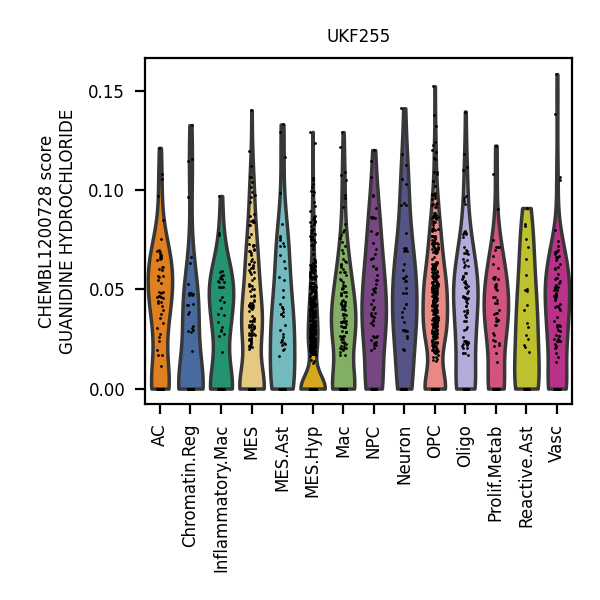 UKF255
CHEMBL1200728 score
GUANIDINE HYDROCHLORIDE
0.15
0.10
0.05
0.00
AC
Chromatin.Reg
Inflammatory.Mac
MES
MES.Ast
MES.Hyp
Mac
NPC
Neuron
OPC
Oligo
Prolif.Metab
Reactive.Ast
Vasc